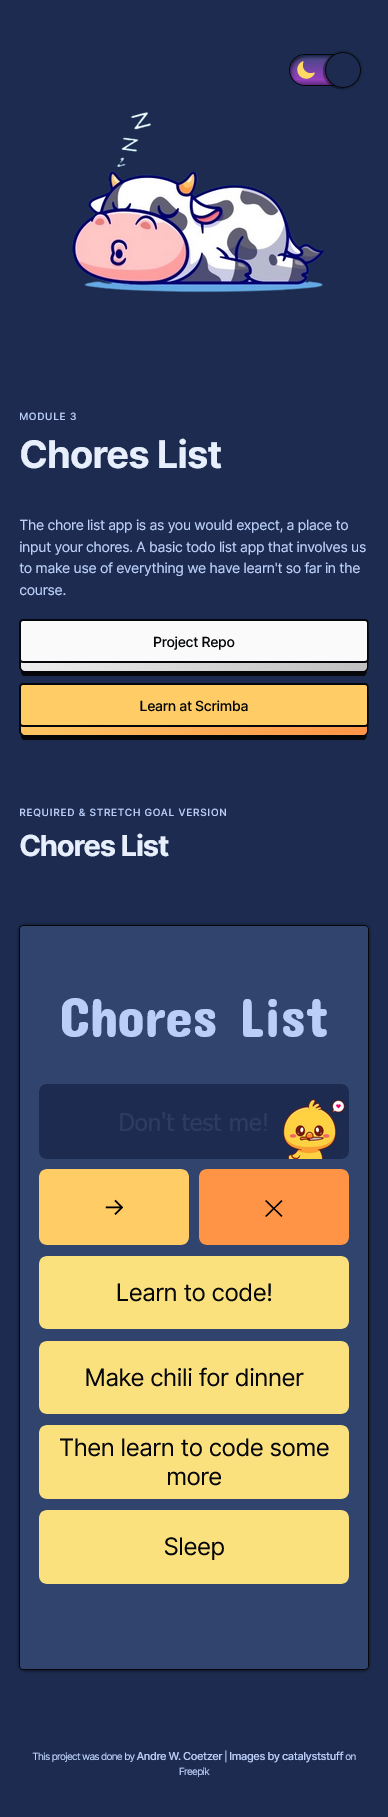 Z
Z
Z
MODULE 3
Chores List
The chore list app is as you would expect, a place to
input your chores. A basic todo list app that involves us
to make use of everything we have learn't so far in the
course.
Project Repo
Learn at Scrimba
REQUIRED & STRETCH GOAL VERSION
Chores List
Chores List
Don't test me!
Learn to code!
Make chili for dinner
Then learn to code some
more
Sleep
This project was done by Andre W. Coetzer | Images by catalyststuff on
Freepik